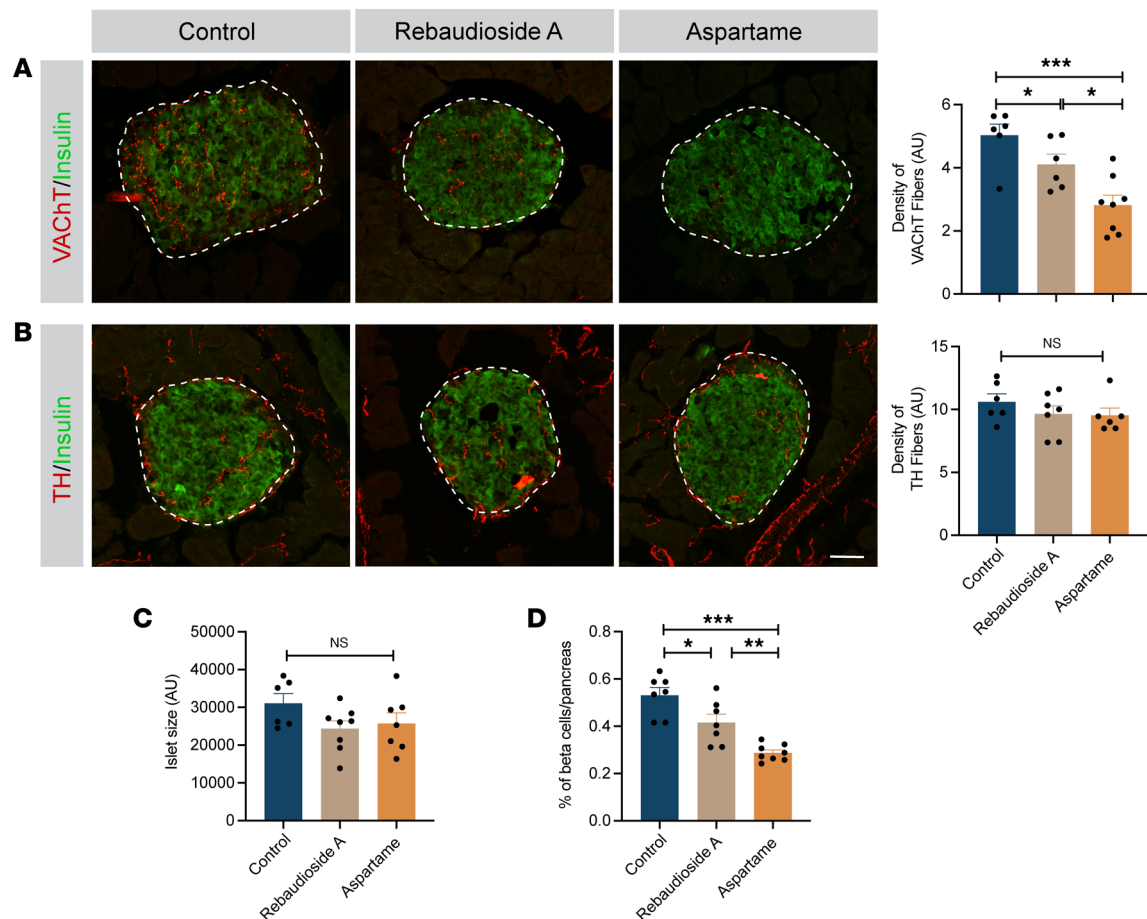 Control
Rebaudioside A
Aspartame
A
VAChT/Insulin
***
*
*
6
4
2
0
Density of
VAChT Fibers (AU)
B
TH/Insulin
NS
15
10
5
0
Density of
TH Fibers (AU)
Control
Rebaudioside A
Aspartame
C
NS
50000
40000
30000
20000
10000
0
Islet size (AU)
Control
Rebaudioside A
Aspartame
D
***
*
**
0.8
0.6
0.4
0.2
0.0
% of beta cells/pancreas
Control
Rebaudioside A
Aspartame